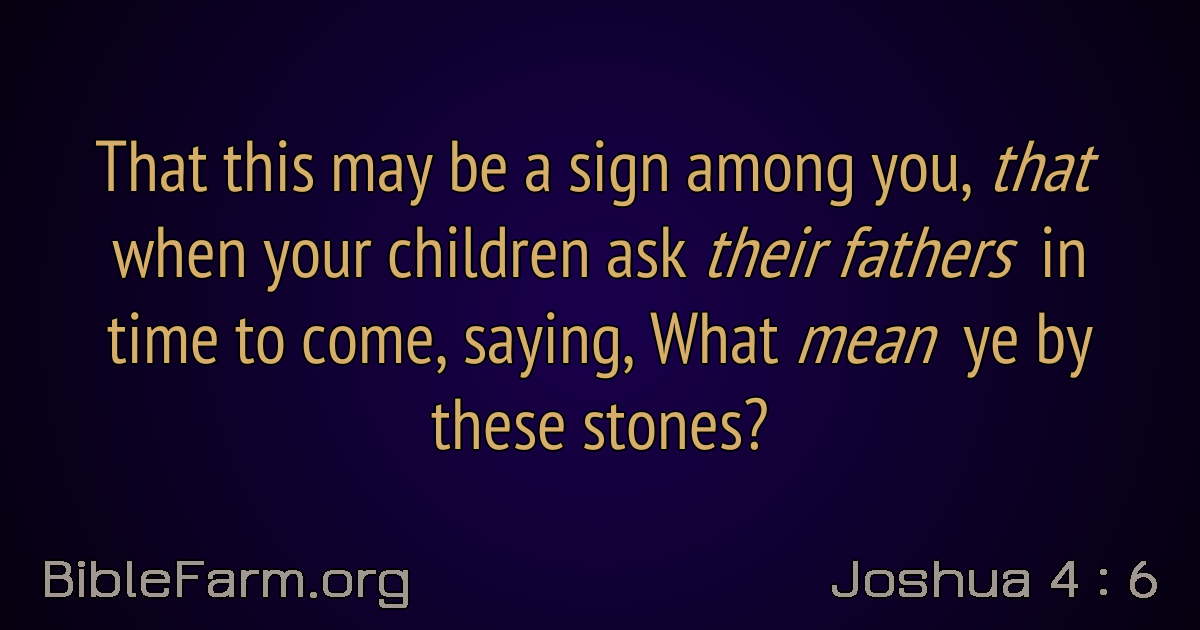 That this may be a sign among you, that
when your children ask their fathers in
time to come, saying, What mean ye by
these stones?
BibleFarm.org
Joshua 4 : 6